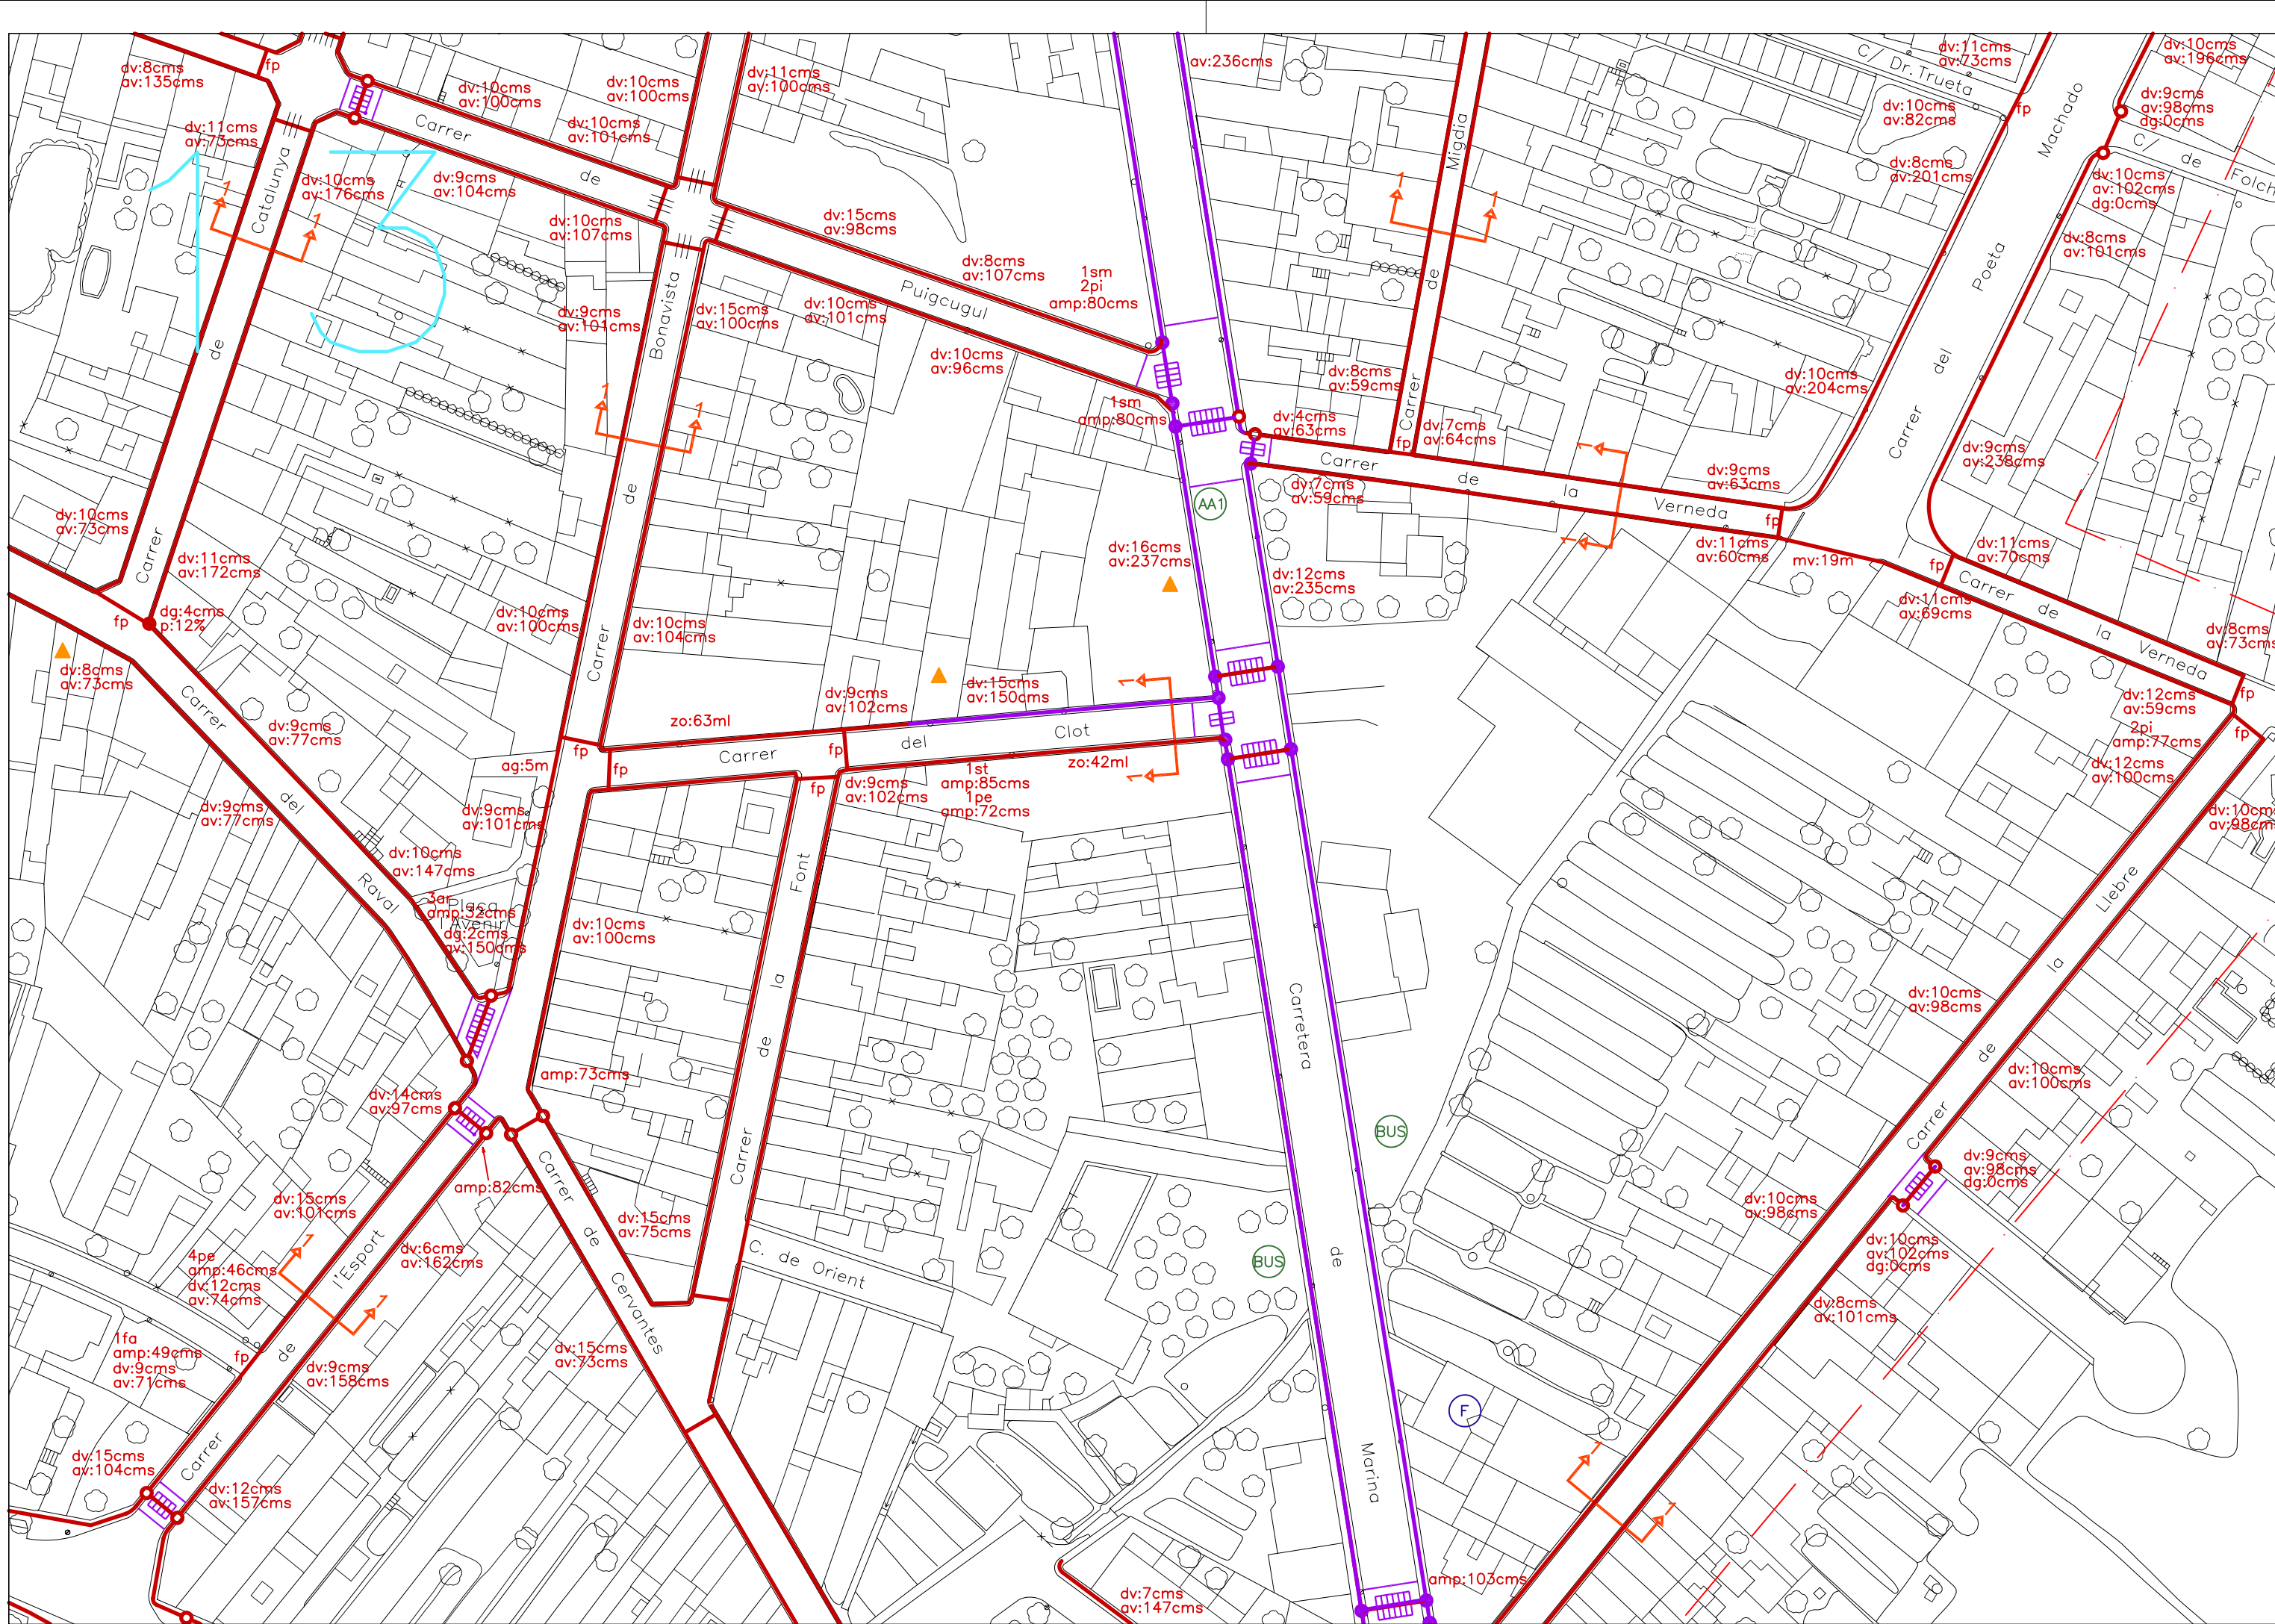 dv:8cms
av:135cms
fp
dv:10cms
av:100cms
dv:10cms
av:100cms
dv:11cms
av:100cms
av:236cms
C/ Dr.Trueta
dv:11cms
av:73cms
dv:10cms
av:196cms
dv:9cms
av:98cms
dg:0cms
fp
Machado
dv:10cms
av:82cms
dv:11cms
av:73cms
Carrer
de
dv:10cms
av:101cms
Migdia
C/ de
Folch
13
Catalunya
dv:10cms
av:176cms
dv:9cms
av:104cms
dv:8cms
av:201cms
dv:10cms
av:102cms
dg:0cms
1
1
1
1
dv:10cms
av:107cms
dv:15cms
av:98cms
dv:8cms
av:101cms
Poeta
dv:8cms
av:107cms
1sm
2pi
amp:80cms
de
Bonavista
Puigcugul
dv:9cms
av:101cms
dv:15cms
av:100cms
dv:10cms
av:101cms
de
dv:10cms
av:96cms
del
dv:8cms
av:59cms
dv:10cms
av:204cms
Carrer
1
1
1sm
amp:80cms
dv:4cms
av:63cms
fp
dv:7cms
av:64cms
Carrer
1
dv:9cms
av:238cms
Carrer
de
la
Verneda
dv:9cms
av:63cms
de
AA1
dv:7cms
av:59cms
fp
dv:10cms
av:73cms
Carrer
1
dv:16cms
av:237cms
dv:11cms
av:60cms
mv:19m
dv:11cms
av:70cms
fp
dv:11cms
av:172cms
dv:12cms
av:235cms
Carrer
de
la
Verneda
fp
dg:4cms
p:12%
dv:10cms
av:100cms
dv:10cms
av:104cms
dv:11cms
av:69cms
dv:8cms
av:73cms
Carrer
dv:8cms
av:73cms
1
dv:9cms
av:102cms
dv:15cms
av:150cms
dv:12cms
av:59cms
fp
Carrer
dv:9cms
av:77cms
zo:63ml
2pi
amp:77cms
fp
fp
fp
Carrer
fp
del
Clot
ag:5m
1
zo:42ml
dv:12cms
av:100cms
fp
1st
amp:85cms
1pe
amp:72cms
dv:9cms
av:102cms
dv:9cms
av:77cms
del
dv:9cms
av:101cms
dv:10cms
av:98cms
dv:10cms
av:147cms
Raval
Font
Llebre
3ar
amp:32cms
Plaça
l'Avenir
dg:2cms
av:150cms
dv:10cms
av:100cms
la
la
dv:10cms
av:98cms
Carretera
de
de
amp:73cms
dv:10cms
av:100cms
dv:14cms
av:97cms
BUS
Carrer
Carrer
Carrer
amp:82cms
dv:9cms
av:98cms
dg:0cms
dv:15cms
av:101cms
dv:15cms
av:75cms
dv:10cms
av:98cms
1
l'Esport
de
4pe
amp:46cms
dv:12cms
av:74cms
dv:6cms
av:162cms
C. de Orient
BUS
de
dv:10cms
av:102cms
dg:0cms
Cervantes
1
dv:8cms
av:101cms
1fa
amp:49cms
dv:9cms
av:71cms
fp
de
dv:9cms
av:158cms
dv:15cms
av:73cms
F
dv:15cms
av:104cms
Carrer
Marina
1
dv:12cms
av:157cms
1
amp:103cms
dv:7cms
av:147cms